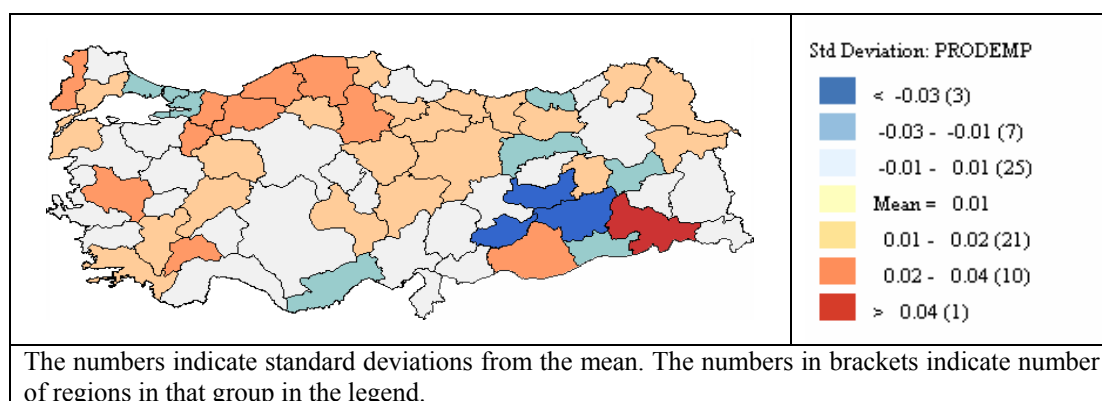 Std Deviation: PRODEMP
< -0.03 (3)
-0.03 - -0.01 (7)
-0.01 - 0.01 (25)
Mean = 0.01
0.01 - 0.02 (21)
0.02 - 0.04 (10)
> 0.04 (1)
The numbers indicate standard deviations from the mean. The numbers in brackets indicate number
of regions in that group in the legend.